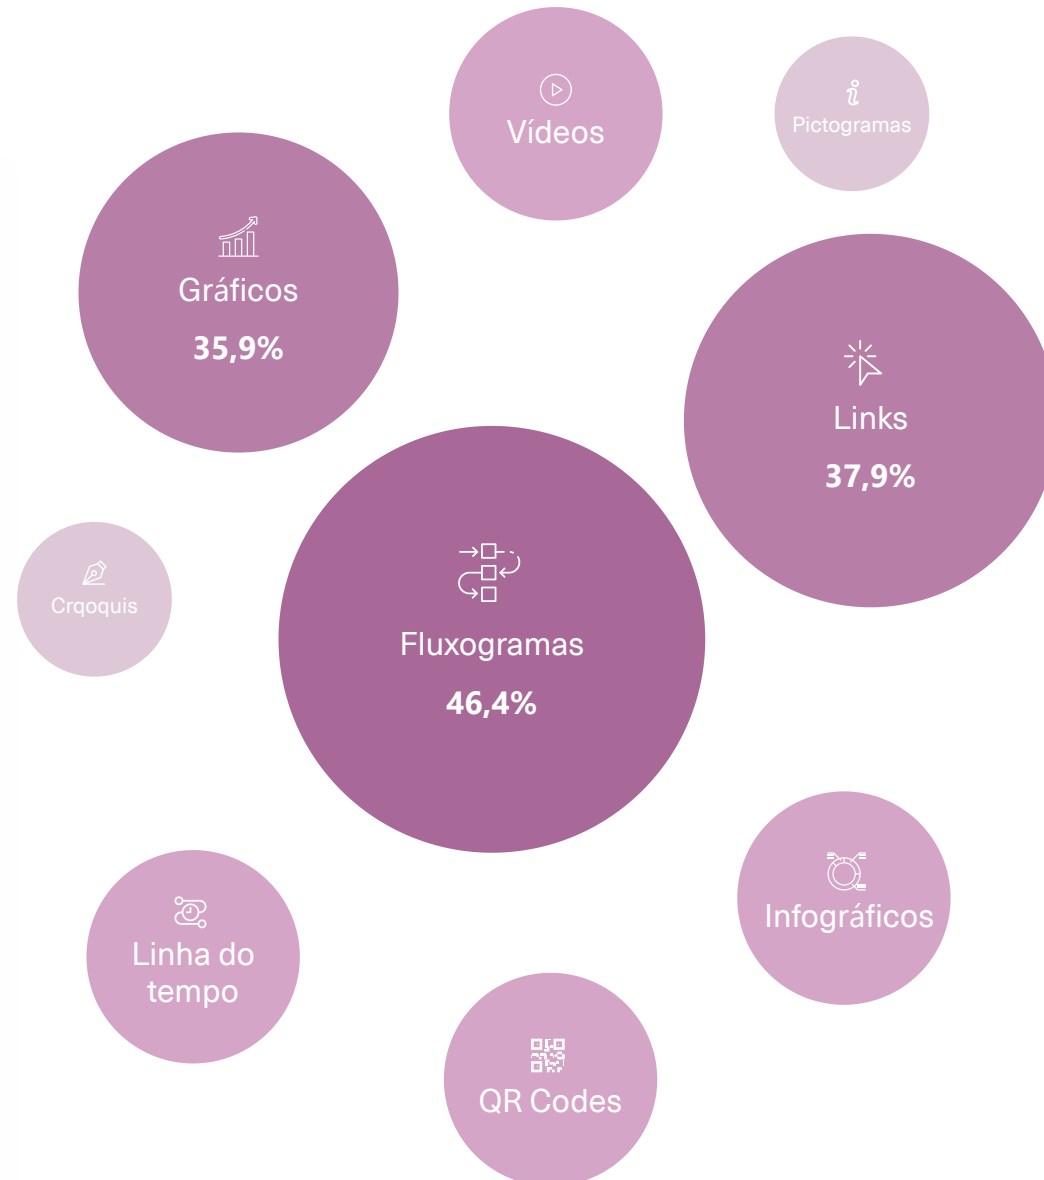 Vídeos
Pictogramas
Gráficos
35,9%
Links
37,9%
Crqoquis
Fluxogramas
46,4%
Infográficos
Linha do
tempo
QR Codes